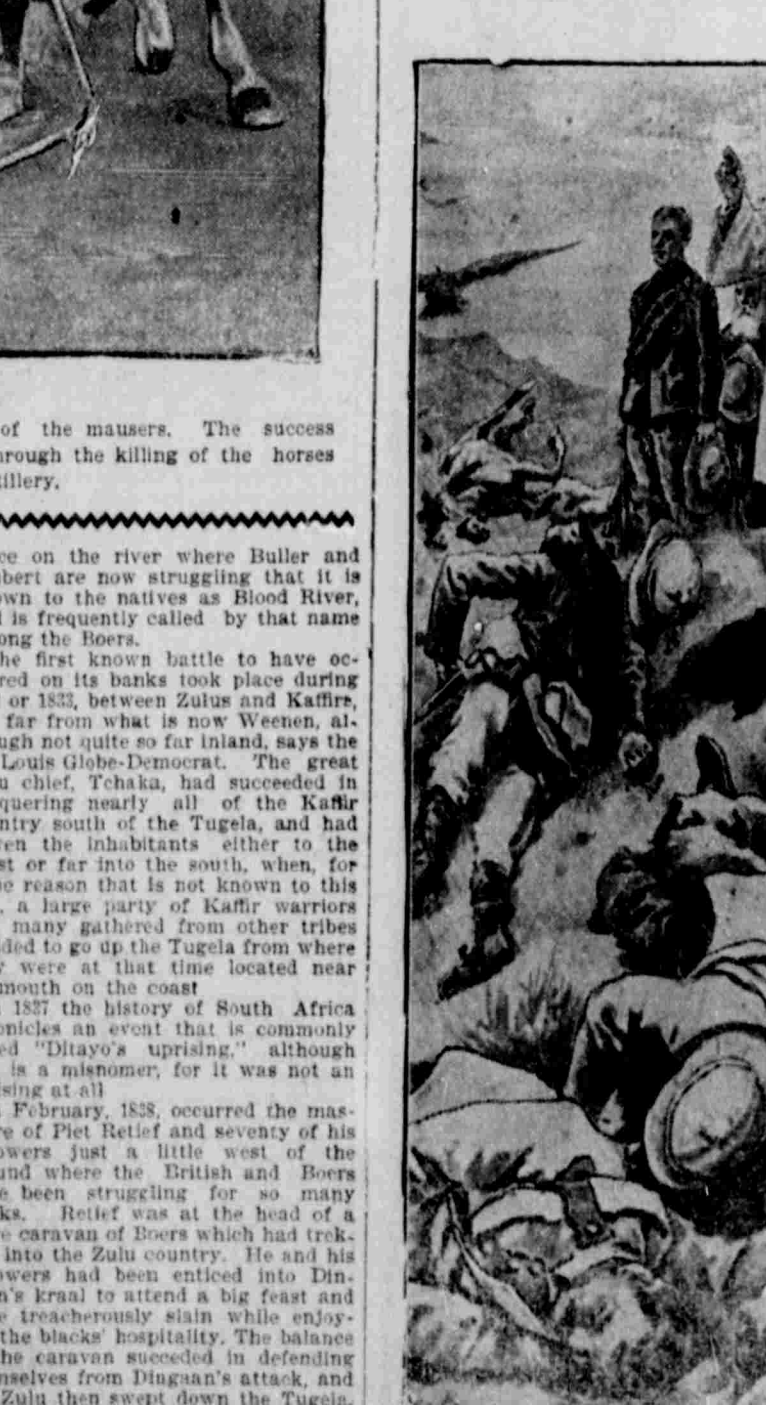 of the mausers. The success
rough the killing of the horses
tillery.
ce on the river where Buller and
bert are now struggling that it is
own to the natives as Blood River,
is frequently called by that name
ong the Boers.
he first known battle to have oc-
red on its banks took place during
or 1833, between Zulus and Kaffirs,
far from what is now Weenen, al-
ugh not quite so far inland, says the
Louis Globe-Democrat. The great
u chief, Tchaka, had succeeded in
quering nearly all of the Kaffir
ntry south of the Tugela, and had
en the inhabitants either to the
st or far into the south, when, for
e reason that is not known to this
, a large party of Kaffir warriors
many gathered from other tribes
ded to go up the Tugela from where
y were at that time located near
mouth on the coast
1837 the history of South Africa
onicles an event that is commonly
ed "Ditayo's uprising," although
is a misnomer, for it was not an
sing at all
February, 1838, occurred the mas-
re of Piet Retief and seventy of his
owers just a little west of the
und where the British and Boers
e been struggling for so many
ks. Retief was at the head of a
e caravan of Boers which had trek-
into the Zulu country. He and his
owers had been enticed into Din-
n's kraal to attend a big feast and
e treacherously slain while enjoy-
the blacks' hospitality. The balance
he caravan succeded in defending
mselves from Dingaan's attack, and
Zulu then swept down the Tugela,